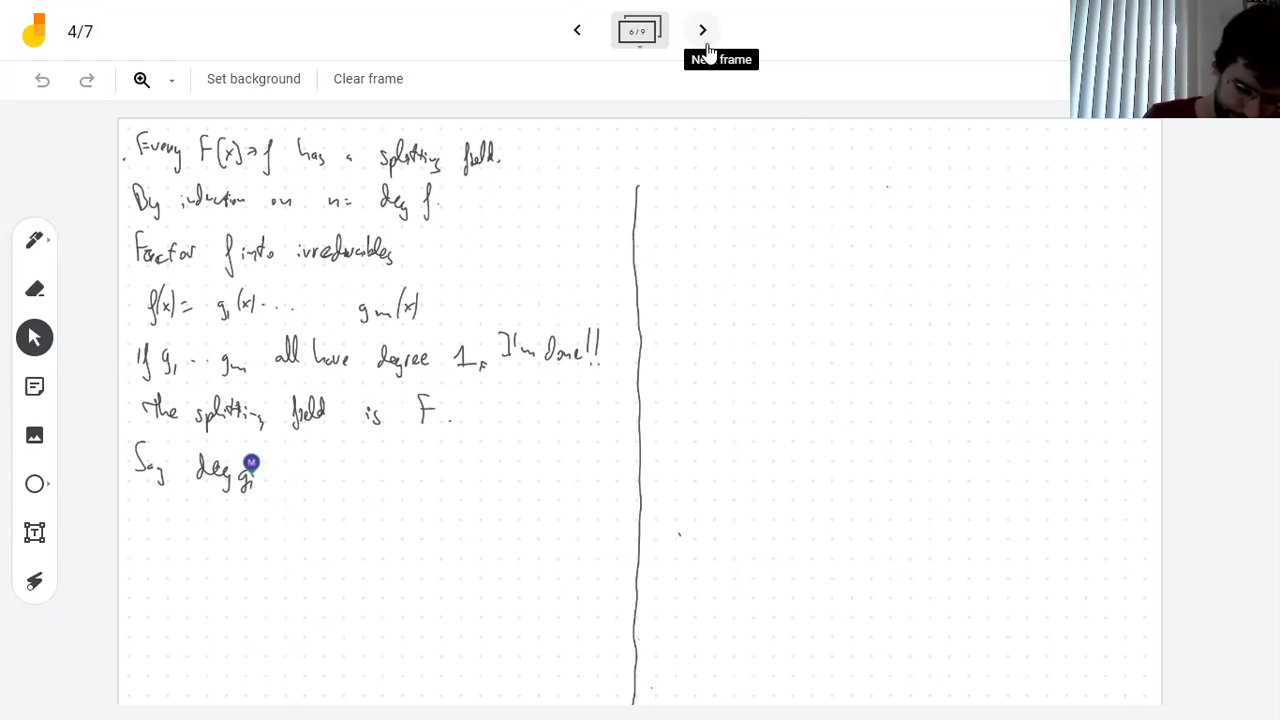 4/7
6 / 9
Next frame
Set background
Clear frame
. Every F[x]∋f has a splitting field.
By induction on n= deg f.
Factor f into irreducibles
f(x)= g₁(x)... gₘ(x)
If g₁ ... gₘ all have degree 1, I'm done!!
The splitting field is F.
Say deg gᵢ
M